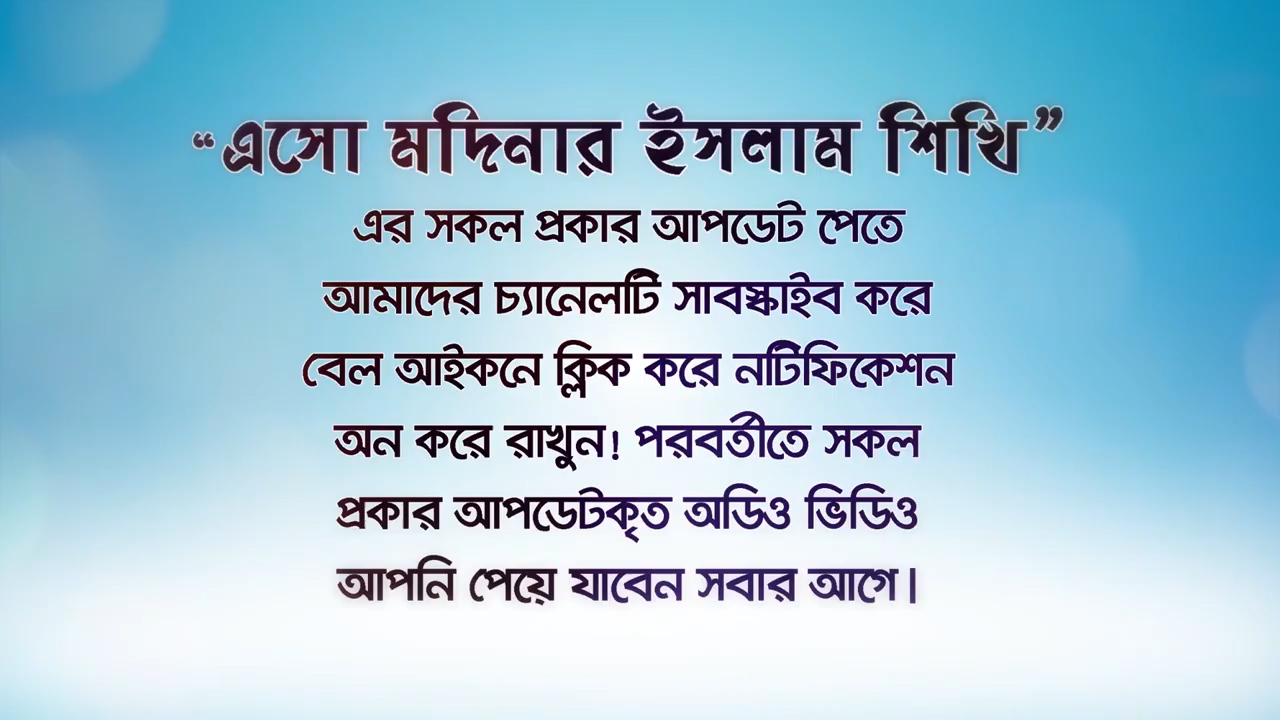 “এসো মদিনার ইসলাম শিখি”
এর সকল প্রকার আপডেট পেতে
আমাদের চ্যানেলটি সাবস্কাইব করে
বেল আইকনে ক্লিক করে নটিফিকেশন
অন করে রাখুন! পরবর্তীতে সকল
প্রকার আপডেটকৃত অডিও ভিডিও
আপনি পেয়ে যাবেন সবার আগে।